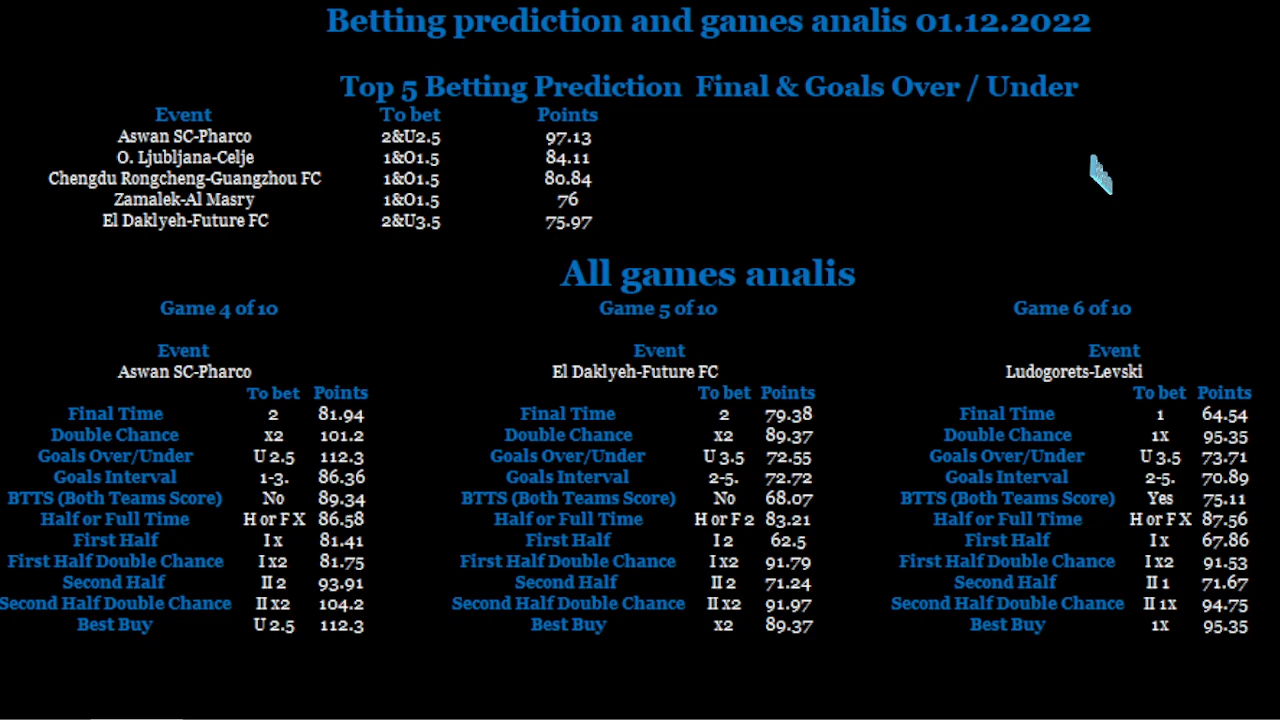 Betting prediction and games analis 01.12.2022
Top 5 Betting Prediction Final & Goals Over / Under
Event To bet Points
Aswan SC-Pharco 2&U2.5 97.13
O. Ljubljana-Celje 1&O1.5 84.11
Chengdu Rongcheng-Guangzhou FC 1&O1.5 80.84
Zamalek-Al Masry 1&O1.5 76
El Daklyeh-Future FC 2&U3.5 75.97
All games analis
Game 4 of 10 Game 5 of 10 Game 6 of 10
Event Event Event
Aswan SC-Pharco El Daklyeh-Future FC Ludogorets-Levski
To bet Points To bet Points To bet Points
Final Time 2 81.94 Final Time 2 79.38 Final Time 1 64.54
Double Chance x2 101.2 Double Chance x2 89.37 Double Chance 1x 95.35
Goals Over/Under U 2.5 112.3 Goals Over/Under U 3.5 72.55 Goals Over/Under U 3.5 73.71
Goals Interval 1-3. 86.36 Goals Interval 2-5. 72.72 Goals Interval 2-5. 70.89
BTTS (Both Teams Score) No 89.34 BTTS (Both Teams Score) No 68.07 BTTS (Both Teams Score) Yes 75.11
Half or Full Time H or F X 86.58 Half or Full Time H or F 2 83.21 Half or Full Time H or F X 87.56
First Half I x 81.41 First Half I 2 62.5 First Half I x 67.86
First Half Double Chance I x2 81.75 First Half Double Chance I x2 91.79 First Half Double Chance I x2 91.53
Second Half II 2 93.91 Second Half II 2 71.24 Second Half II 1 71.67
Second Half Double Chance II x2 104.2 Second Half Double Chance II x2 91.97 Second Half Double Chance II 1x 94.75
Best Buy U 2.5 112.3 Best Buy x2 89.37 Best Buy 1x 95.35